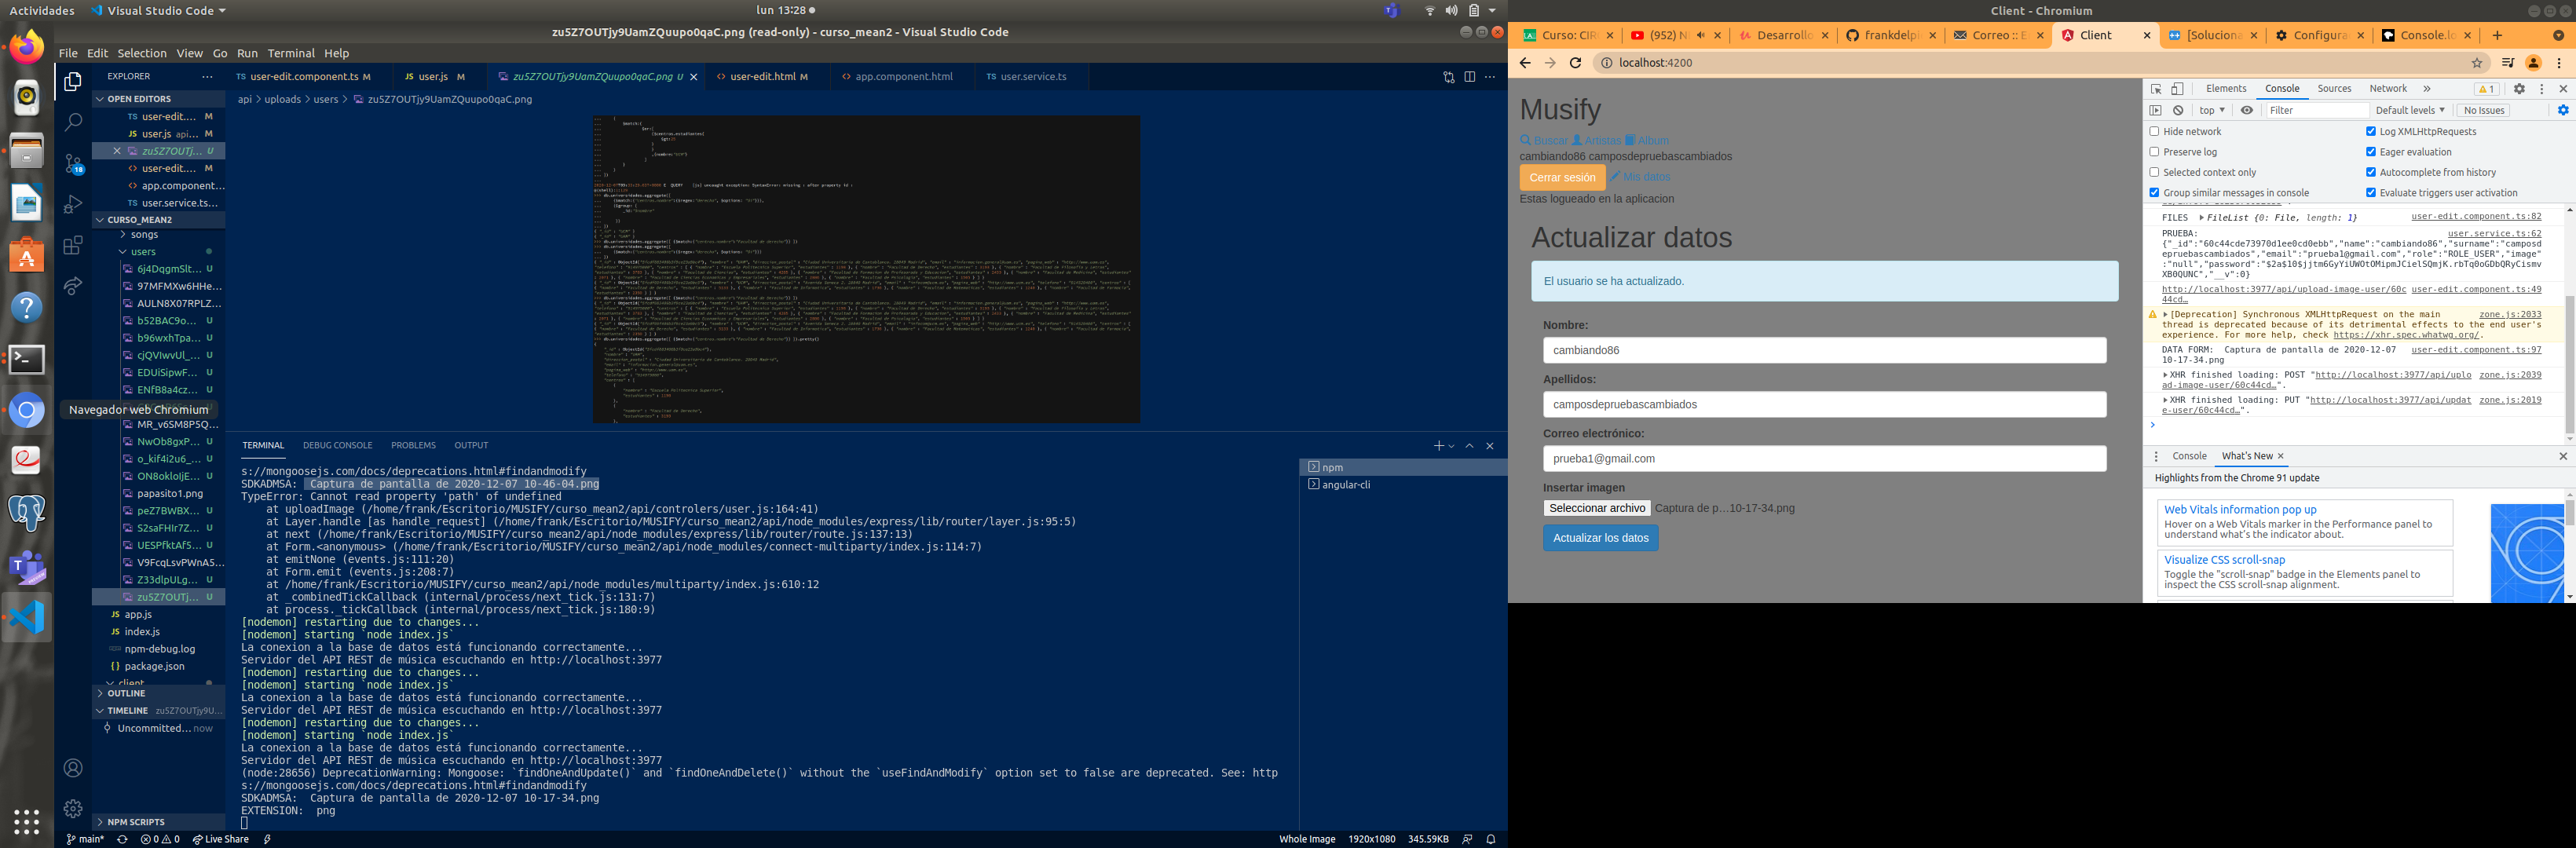 Actividades
Visual Studio Code
lun 13:28
zu5Z7OUTjy9UamZQuupo0qaC.png (read-only) - curso_mean2 - Visual Studio Code
File Edit Selection View Go Run Terminal Help
EXPLORER
OPEN EDITORS
TS user-edit.... M
JS user.js api... M
zu5Z7OUTj... U
<> user-edit.... M
<> app.component...
TS user.service.ts...
CURSO_MEAN2
songs
users
6j4DqgmSlt... U
97MFMXw6HHe...
AULN8X07RPLZ...
b52BAC9o... U
b96wxhTpa... U
cjQVIwvUl_... U
EDUiSipwF... U
ENfB8a4cz... U
Navegador web Chromium
MR_v6SM8P5Q...
NwOb8gxP... U
o_kif4i2u6_... U
ON8okloIjE... U
papasito1.png
peZ7BWBX... U
S2saFHIr7Z... U
UESPfktAf5... U
V9FcqLsvPWnA5...
Z33dlpULg... U
zu5Z7OUTj... U
JS app.js
JS index.js
npm-debug.log
{} package.json
client
OUTLINE
TIMELINE zu5Z7OUTjy9U...
Uncommitted... now
NPM SCRIPTS
TS user-edit.component.ts M
JS user.js M
zu5Z7OUTjy9UamZQuupo0qaC.png U
<> user-edit.html M
<> app.component.html
TS user.service.ts
api > uploads > users > zu5Z7OUTjy9UamZQuupo0qaC.png
TERMINAL DEBUG CONSOLE PROBLEMS OUTPUT
npm
angular-cli
s://mongoosejs.com/docs/deprecations.html#findandmodify
SDKADMSA:  Captura de pantalla de 2020-12-07 10-46-04.png
TypeError: Cannot read property 'path' of undefined
at uploadImage (/home/frank/Escritorio/MUSIFY/curso_mean2/api/controlers/user.js:164:41)
at Layer.handle [as handle_request] (/home/frank/Escritorio/MUSIFY/curso_mean2/api/node_modules/express/lib/router/layer.js:95:5)
at next (/home/frank/Escritorio/MUSIFY/curso_mean2/api/node_modules/express/lib/router/route.js:137:13)
at Form.<anonymous> (/home/frank/Escritorio/MUSIFY/curso_mean2/api/node_modules/connect-multiparty/index.js:114:7)
at emitNone (events.js:111:20)
at Form.emit (events.js:208:7)
at /home/frank/Escritorio/MUSIFY/curso_mean2/api/node_modules/multiparty/index.js:610:12
at _combinedTickCallback (internal/process/next_tick.js:131:7)
at process._tickCallback (internal/process/next_tick.js:180:9)
[nodemon] restarting due to changes...
[nodemon] starting `node index.js`
La conexion a la base de datos está funcionando correctamente...
Servidor del API REST de música escuchando en http://localhost:3977
[nodemon] restarting due to changes...
[nodemon] starting `node index.js`
La conexion a la base de datos está funcionando correctamente...
Servidor del API REST de música escuchando en http://localhost:3977
[nodemon] restarting due to changes...
[nodemon] starting `node index.js`
La conexion a la base de datos está funcionando correctamente...
Servidor del API REST de música escuchando en http://localhost:3977
(node:28656) DeprecationWarning: Mongoose: `findOneAndUpdate()` and `findOneAndDelete()` without the `useFindAndModify` option set to false are deprecated. See: http
s://mongoosejs.com/docs/deprecations.html#findandmodify
SDKADMSA:  Captura de pantalla de 2020-12-07 10-17-34.png
EXTENSION:  png
main* 0 0 Live Share
Whole Image 1920x1080 345.59KB
Client - Chromium
Curso: CIR
(952) N
Desarrollo
frankdelpi
Correo :: E
Client
[Soluciona
Configura
Console.lo
localhost:4200
Musify
Buscar Artistas Album
cambiando86 camposdepruebascambiados
Cerrar sesión Mis datos
Estas logueado en la aplicacion
Actualizar datos
El usuario se ha actualizado.
Nombre:
cambiando86
Apellidos:
camposdepruebascambiados
Correo electrónico:
prueba1@gmail.com
Insertar imagen
Seleccionar archivo Captura de p…10-17-34.png
Actualizar los datos
Elements Console Sources Network » 1
top Filter Default levels No Issues
Hide network Log XMLHttpRequests
Preserve log Eager evaluation
Selected context only Autocomplete from history
Group similar messages in console Evaluate triggers user activation
FILES FileList {0: File, length: 1} user-edit.component.ts:82
PRUEBA: user.service.ts:62
{"_id":"60c44cde73970d1ee0cd0ebb","name":"cambiando86","surname":"camposd
epruebascambiados","email":"prueba1@gmail.com","role":"ROLE_USER","image"
:"null","password":"$2a$10$jjtm6GyYiUWOtOMipmJCielSQmjK.rbTq0oGDbQRyCismv
XB0QUNC","__v":0}
http://localhost:3977/api/upload-image-user/60c user-edit.component.ts:49
44cd…
[Deprecation] Synchronous XMLHttpRequest on the main zone.js:2033
thread is deprecated because of its detrimental effects to the end user's
experience. For more help, check https://xhr.spec.whatwg.org/.
DATA FORM:  Captura de pantalla de 2020-12-07 user-edit.component.ts:97
10-17-34.png
XHR finished loading: POST "http://localhost:3977/api/uplo zone.js:2039
ad-image-user/60c44cd…".
XHR finished loading: PUT "http://localhost:3977/api/updat zone.js:2019
e-user/60c44cd…".
Console What's New
Highlights from the Chrome 91 update
Web Vitals information pop up
Hover on a Web Vitals marker in the Performance panel to
understand what's the indicator about.
Visualize CSS scroll-snap
Toggle the "scroll-snap" badge in the Elements panel to
inspect the CSS scroll-snap alignment.